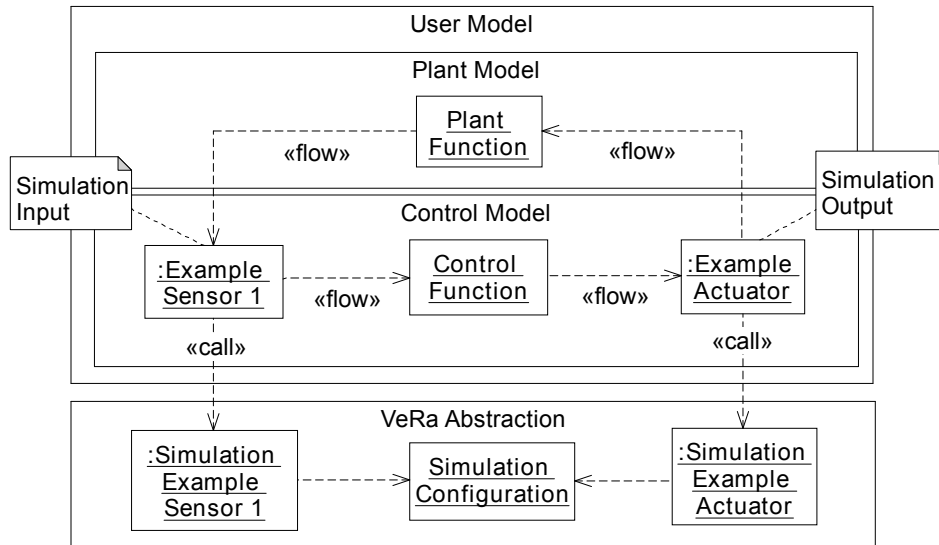 User Model
Plant Model
Plant
Function
«flow»
«flow»
Simulation
Input
Simulation
Output
Control Model
:Example
Sensor 1
Control
Function
:Example
Actuator
«flow»
«flow»
«call»
«call»
VeRa Abstraction
:Simulation
Example
Sensor 1
Simulation
Configuration
:Simulation
Example
Actuator